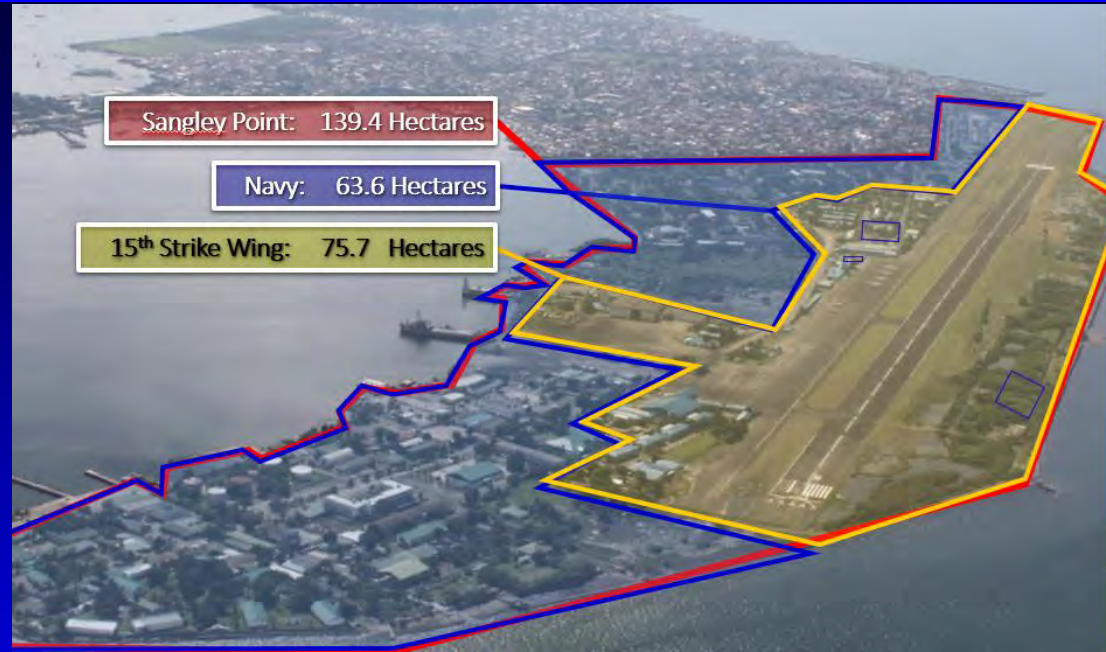 Sangley Point: 139.4 Hectares
Navy: 63.6 Hectares
15th Strike Wing: 75.7 Hectares